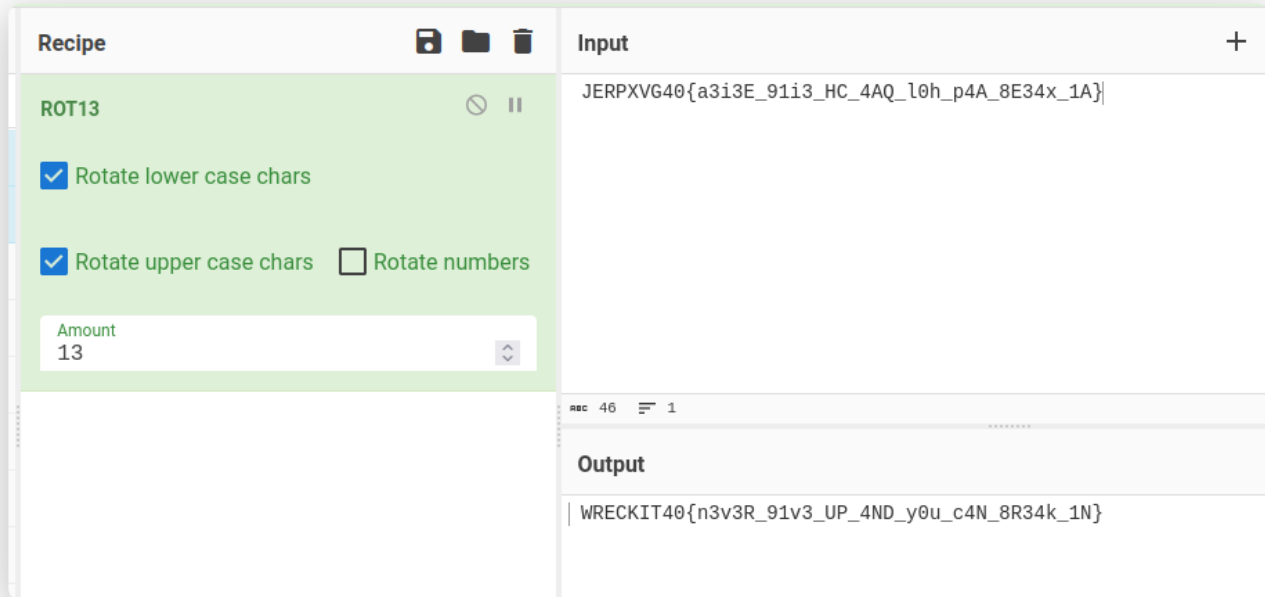 Recipe
ROT13
Rotate lower case chars
Rotate upper case chars Rotate numbers
Amount
13
Input
JERPXVG40{a3i3E_91i3_HC_4AQ_l0h_p4A_8E34x_1A}
ABC 46 1
Output
WRECKIT40{n3v3R_91v3_UP_4ND_y0u_c4N_8R34k_1N}